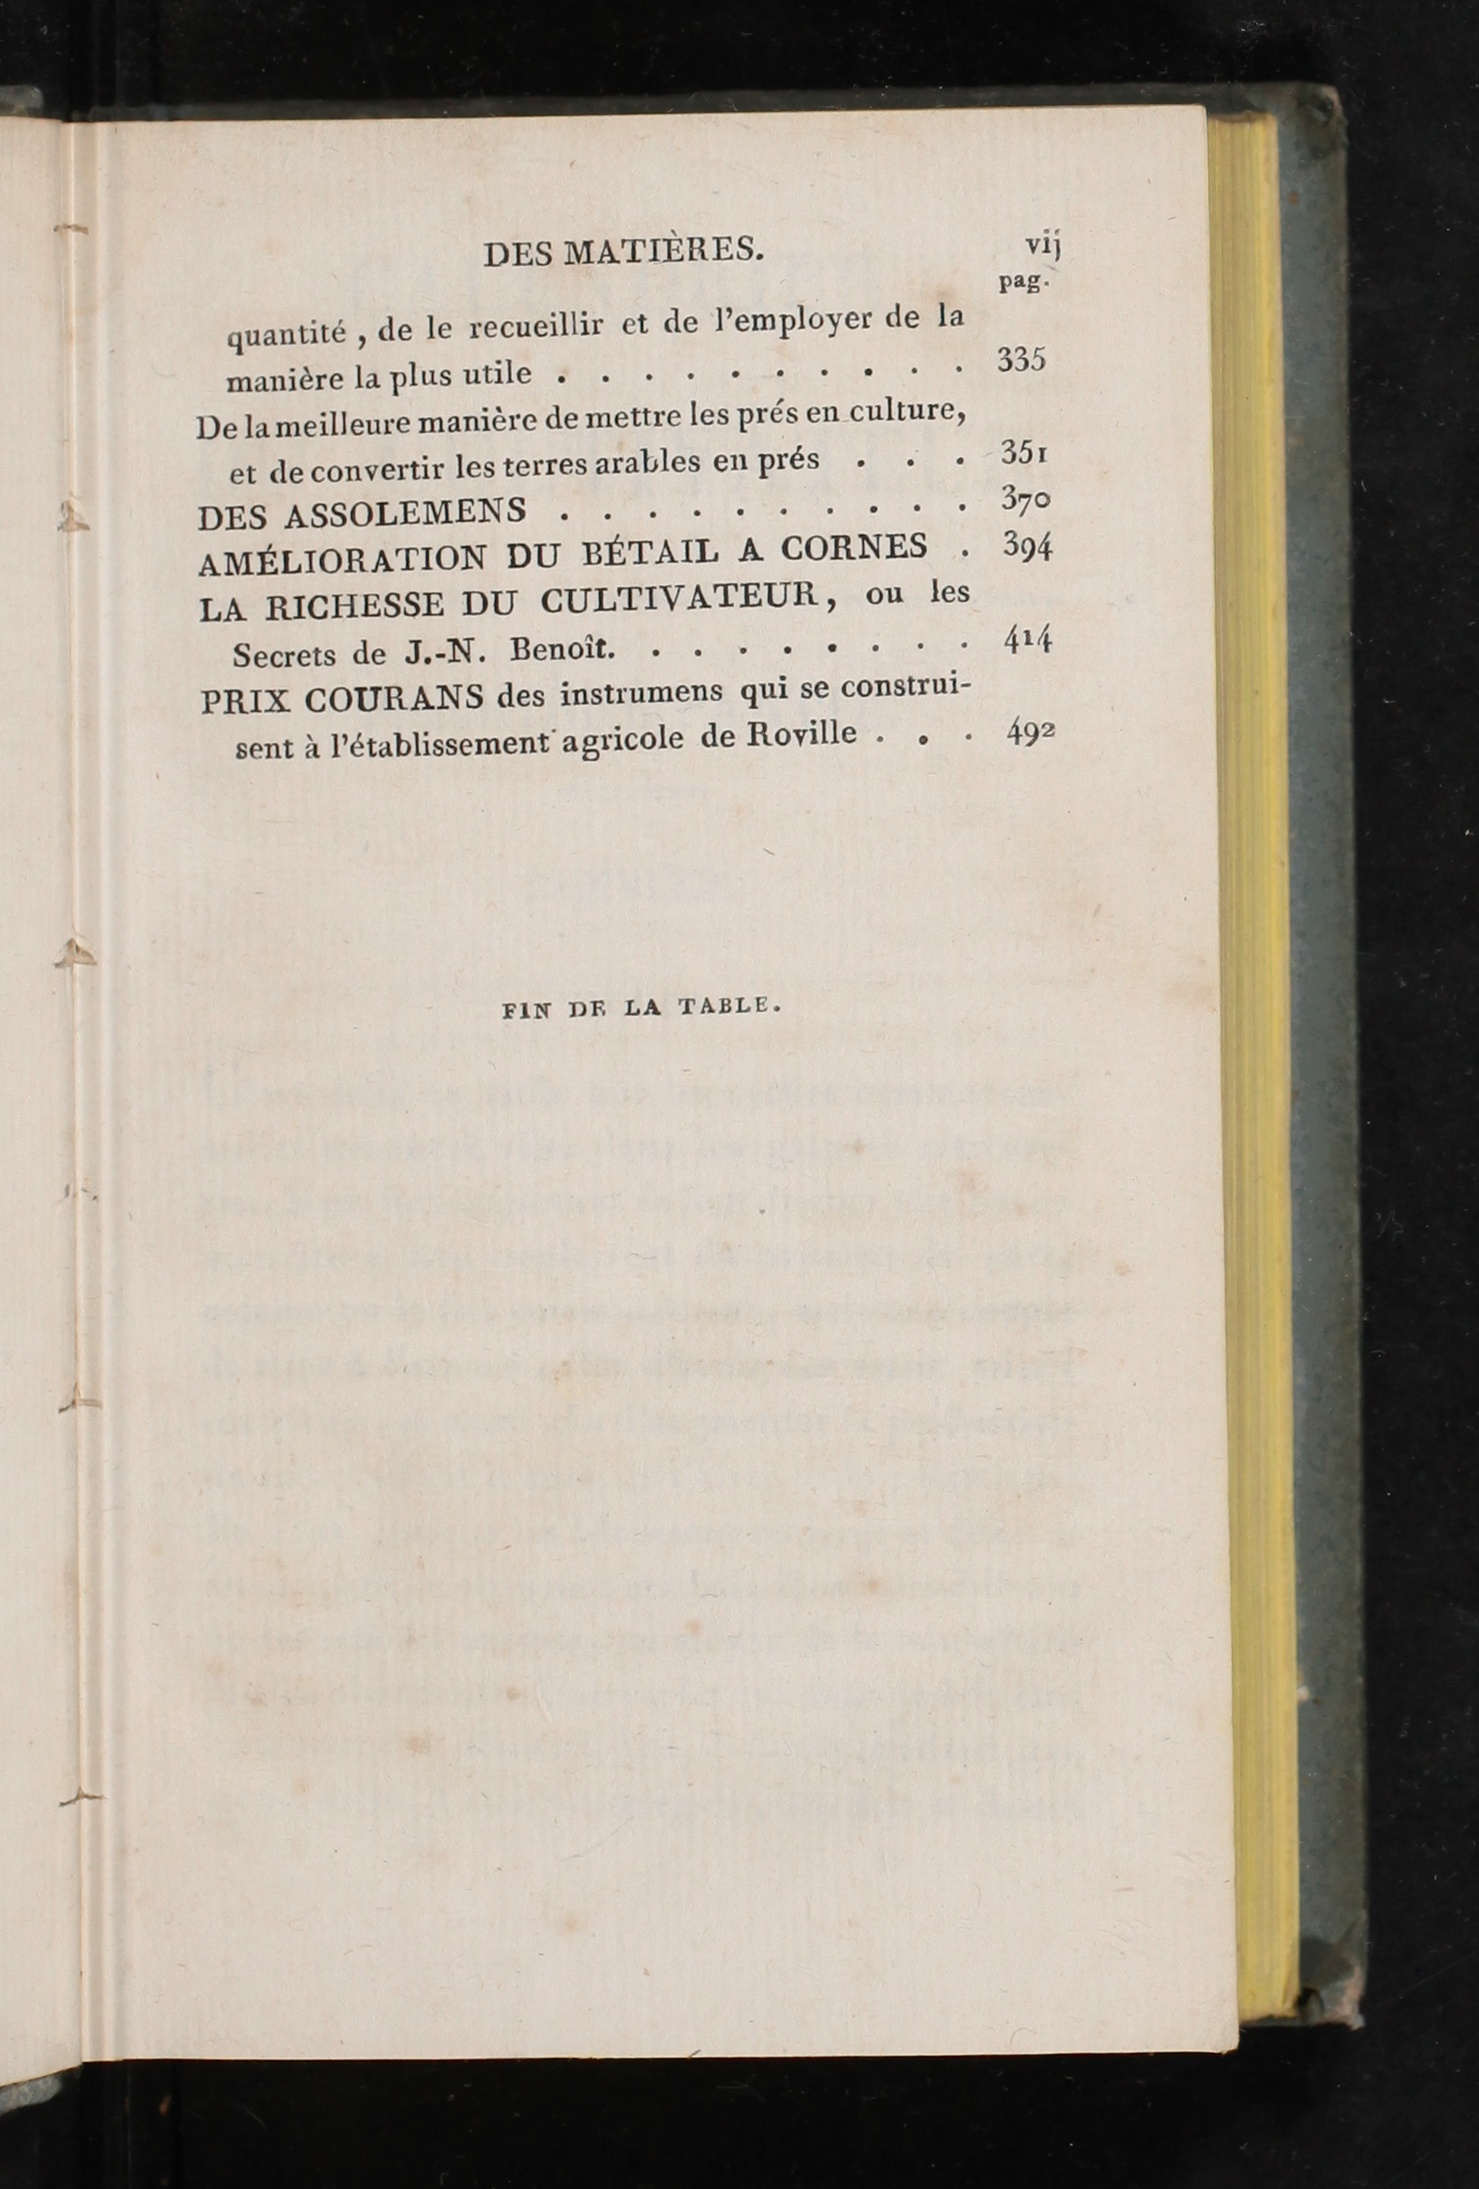 DES MATIÈRES. vij
pag.
quantité , de le recueillir et de l'employer de la
manière la plus utile . . . . . . . . . . 335
De la meilleure manière de mettre les prés en culture,
et de convertir les terres arables en prés . . . 351
DES ASSOLEMENS . . . . . . . . . . 370
AMÉLIORATION DU BÉTAIL A CORNES . 394
LA RICHESSE DU CULTIVATEUR, ou les
Secrets de J.-N. Benoît. . . . . . . . . 414
PRIX COURANS des instrumens qui se construi-
sent à l'établissement agricole de Roville . . . 492
FIN DE LA TABLE.